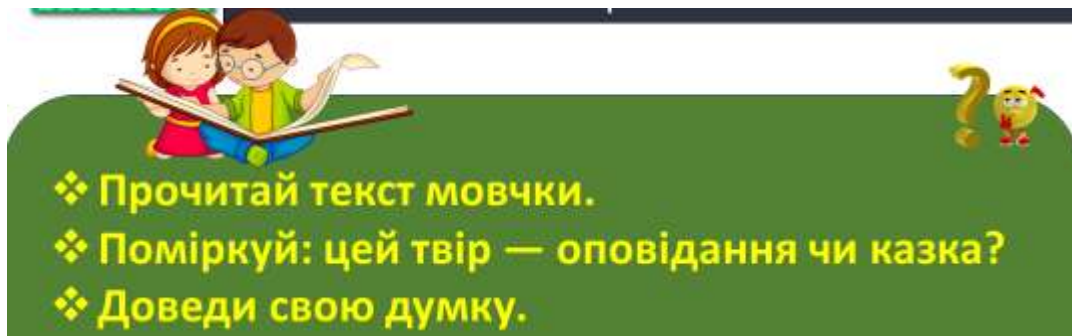 ❖ Прочитай текст мовчки.
❖ Поміркуй: цей твір — оповідання чи казка?
❖ Доведи свою думку.